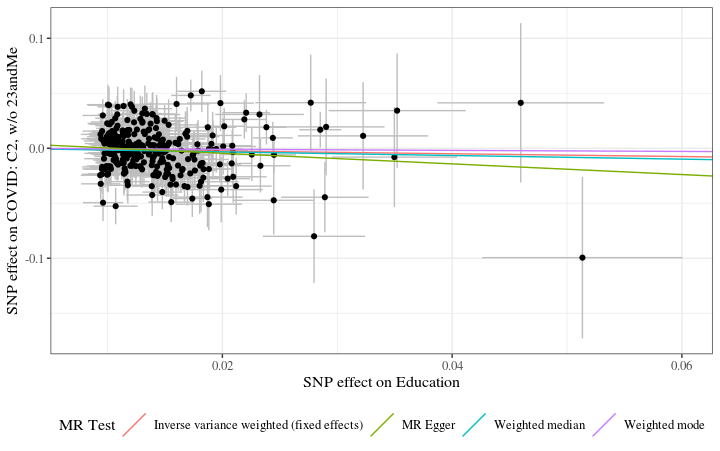 SNP effect on COVID: C2, w/o 23andMe
0.1
0.0
-0.1
0.02
0.04
0.06
SNP effect on Education
MR Test
Inverse variance weighted (fixed effects)
MR Egger
Weighted median
Weighted mode